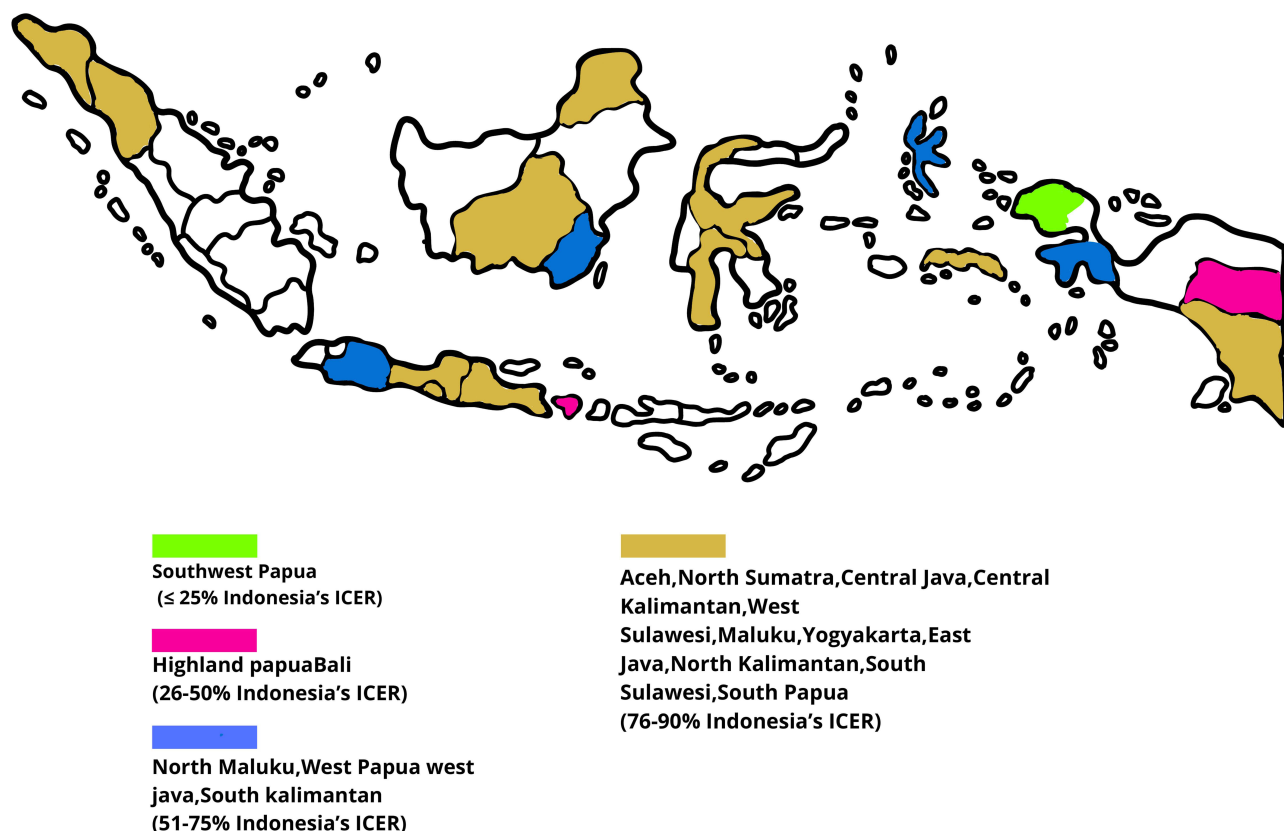 Southwest Papua
(≤ 25% Indonesia’s ICER)
Highland papuaBali
(26-50% Indonesia’s ICER)
North Maluku,West Papua west
java,South kalimantan
(51-75% Indonesia’s ICER)
Aceh,North Sumatra,Central Java,Central
Kalimantan,West
Sulawesi,Maluku,Yogyakarta,East
Java,North Kalimantan,South
Sulawesi,South Papua
(76-90% Indonesia’s ICER)